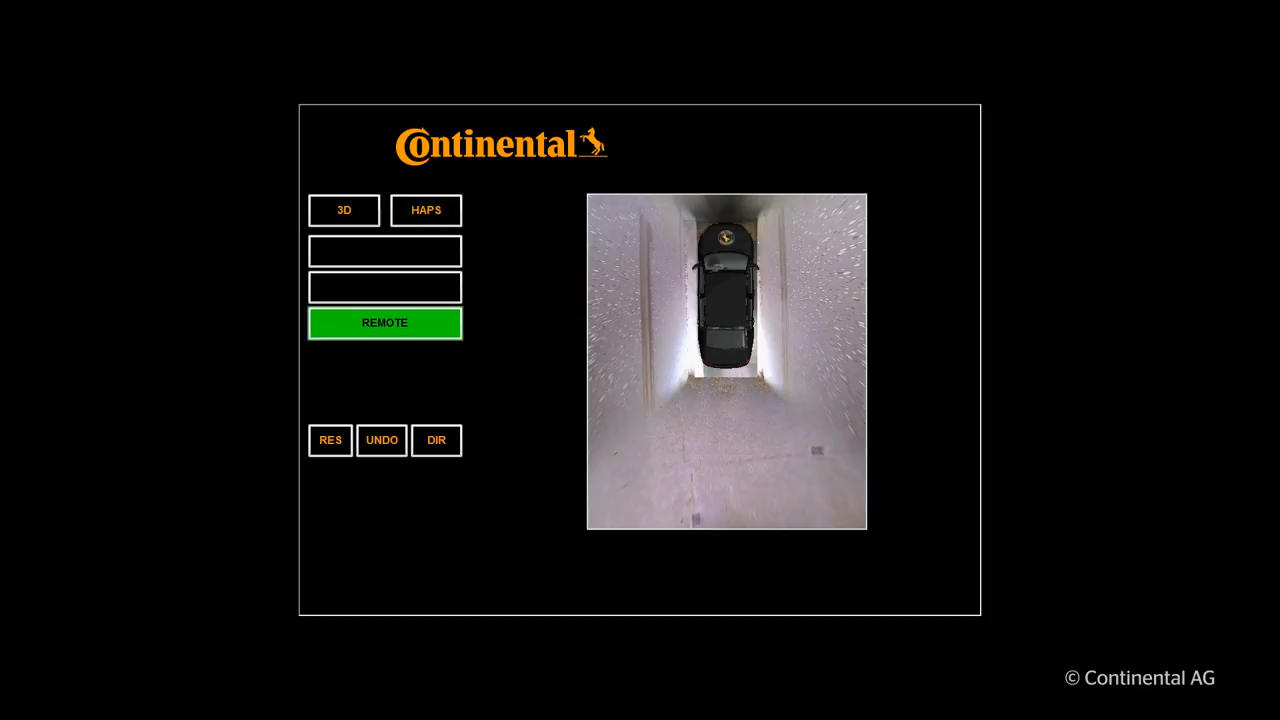 Continental
3D HAPS
REMOTE
RES UNDO DIR
© Continental AG